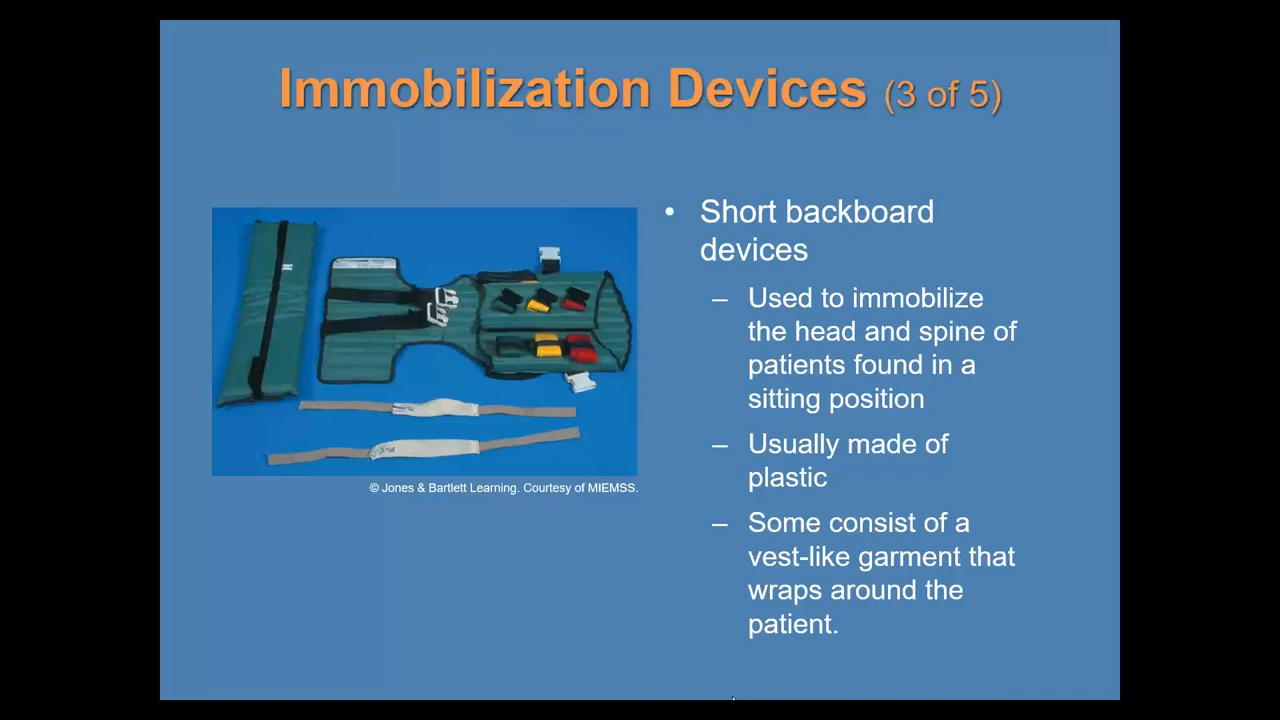 Immobilization Devices (3 of 5)
• Short backboard
devices
– Used to immobilize
the head and spine of
patients found in a
sitting position
– Usually made of
plastic
– Some consist of a
vest-like garment that
wraps around the
patient.
© Jones & Bartlett Learning. Courtesy of MIEMSS.